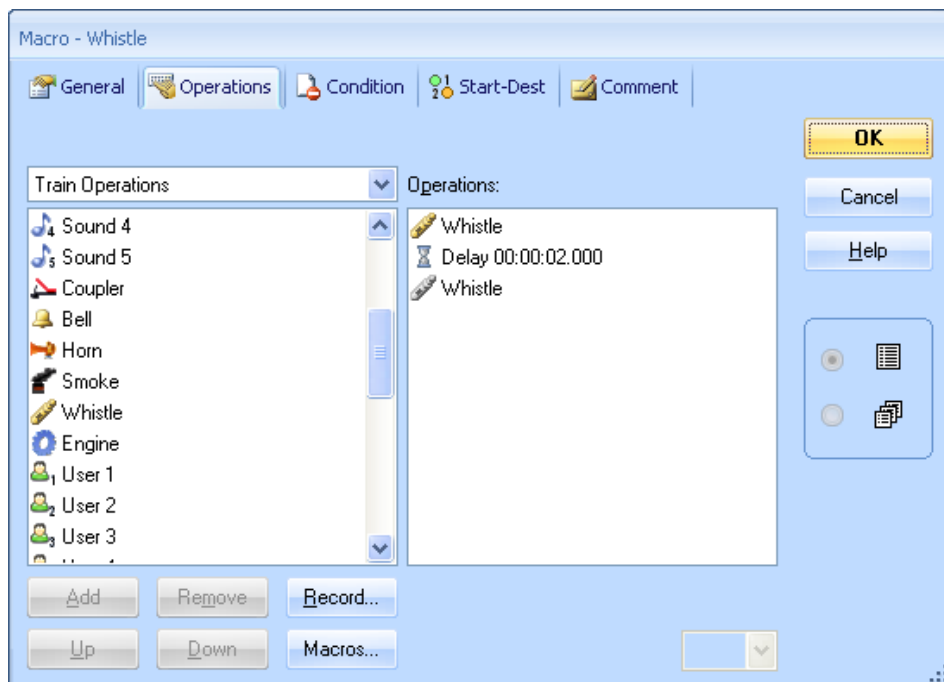 Macro - Whistle
General Operations Condition Start-Dest Comment
Train Operations
Sound 4
Sound 5
Coupler
Bell
Horn
Smoke
Whistle
Engine
User 1
User 2
User 3
Operations:
Whistle
Delay 00:00:02.000
Whistle
OK
Cancel
Help
Add Remove Record...
Up Down Macros...